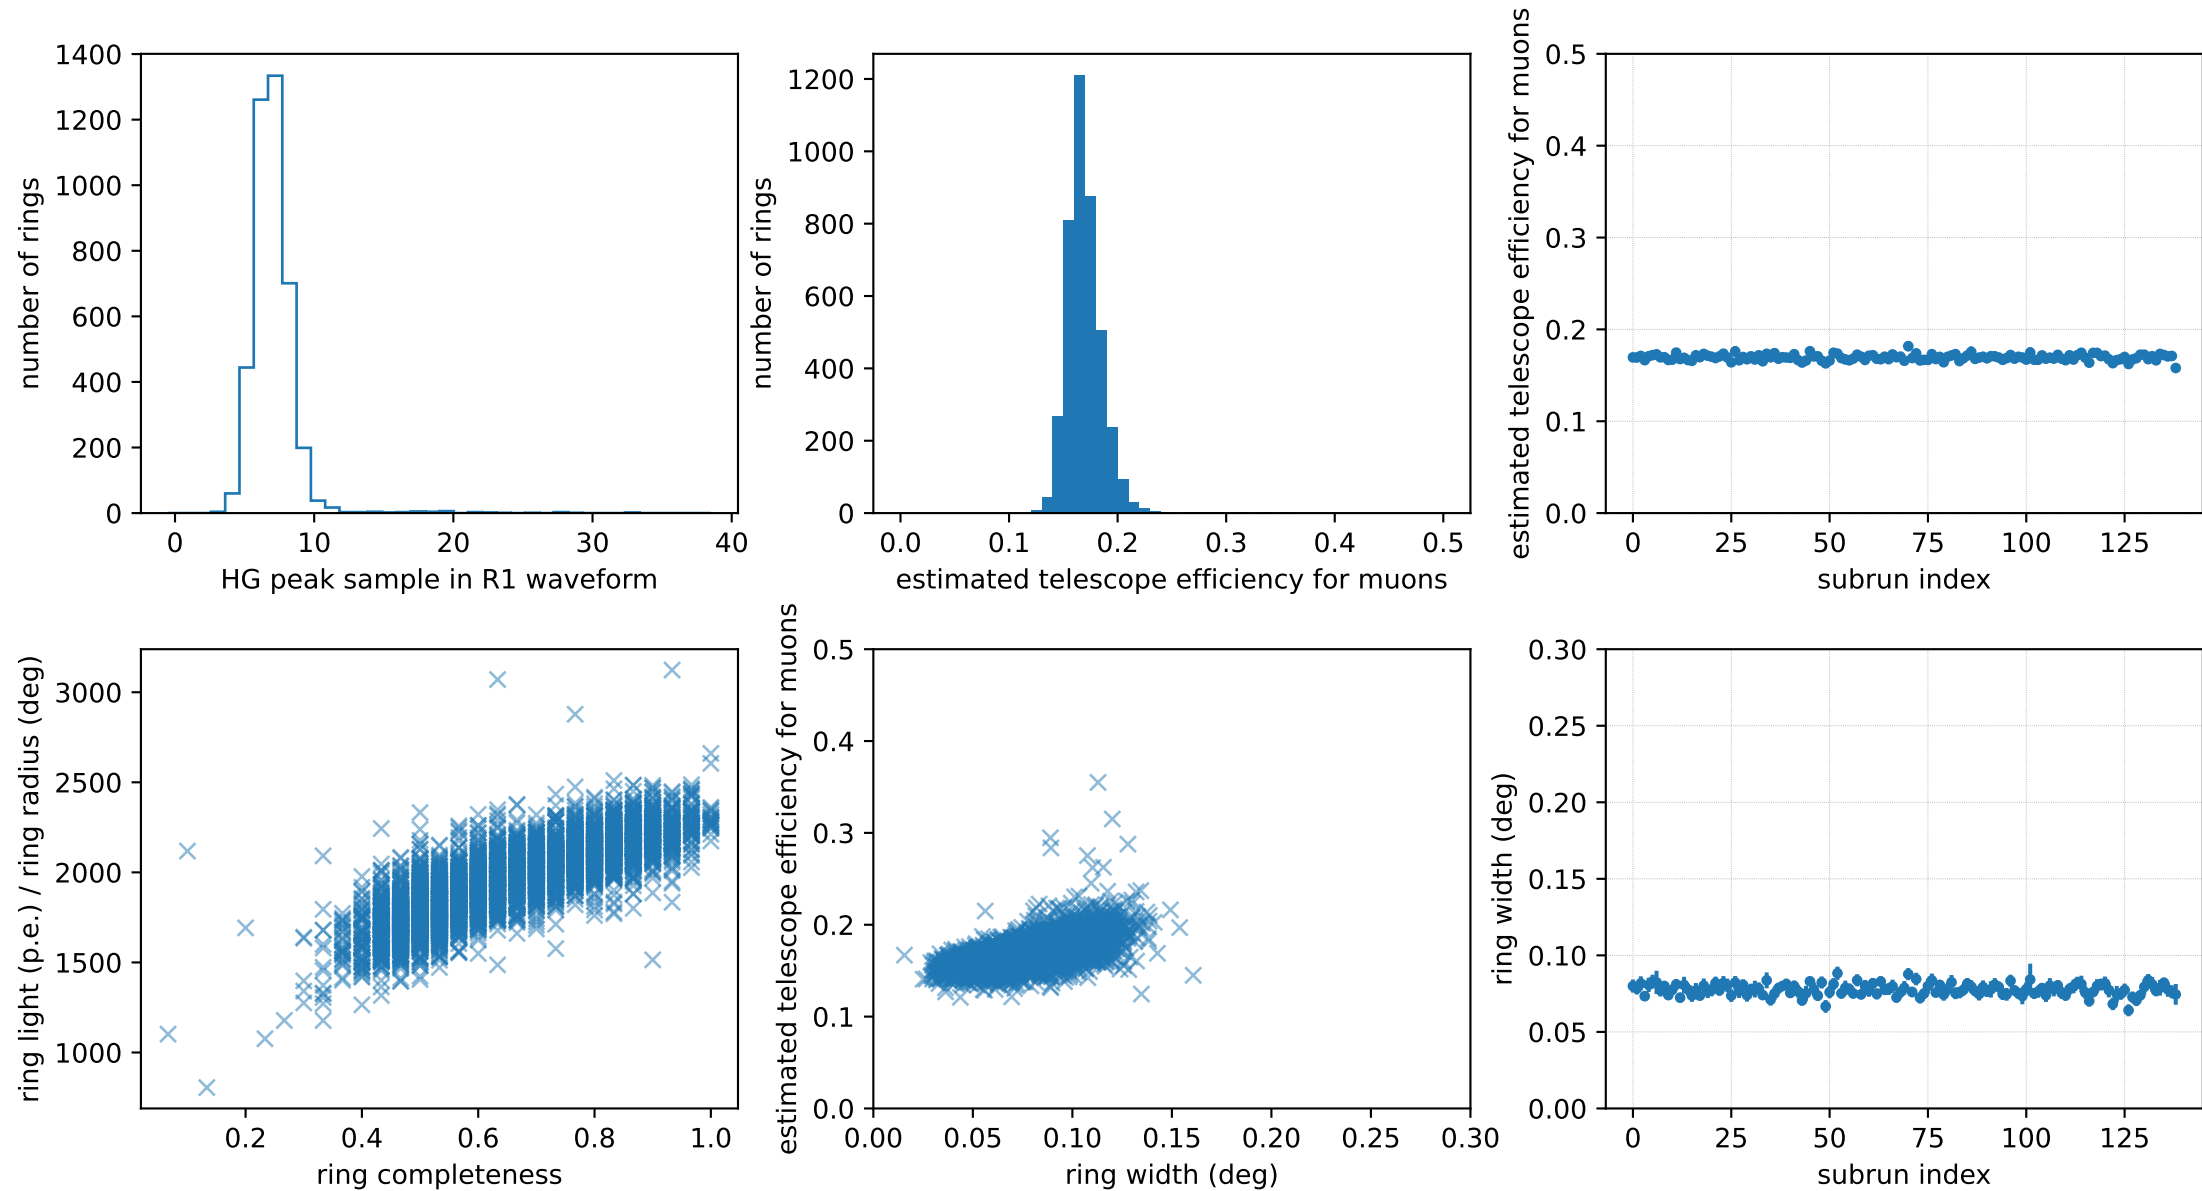 1400
1200
1000
800
600
400
200
0
number of rings
0 10 20 30 40
HG peak sample in R1 waveform
1200
1000
800
600
400
200
0
number of rings
0.0 0.1 0.2 0.3 0.4 0.5
estimated telescope efficiency for muons
0.5
0.4
0.3
0.2
0.1
0.0
estimated telescope efficiency for muons
0 25 50 75 100 125
subrun index
3000
2500
2000
1500
1000
ring light (p.e.) / ring radius (deg)
0.2 0.4 0.6 0.8 1.0
ring completeness
0.5
0.4
0.3
0.2
0.1
0.0
estimated telescope efficiency for muons
0.00 0.05 0.10 0.15 0.20 0.25 0.30
ring width (deg)
0.30
0.25
0.20
0.15
0.10
0.05
0.00
ring width (deg)
0 25 50 75 100 125
subrun index